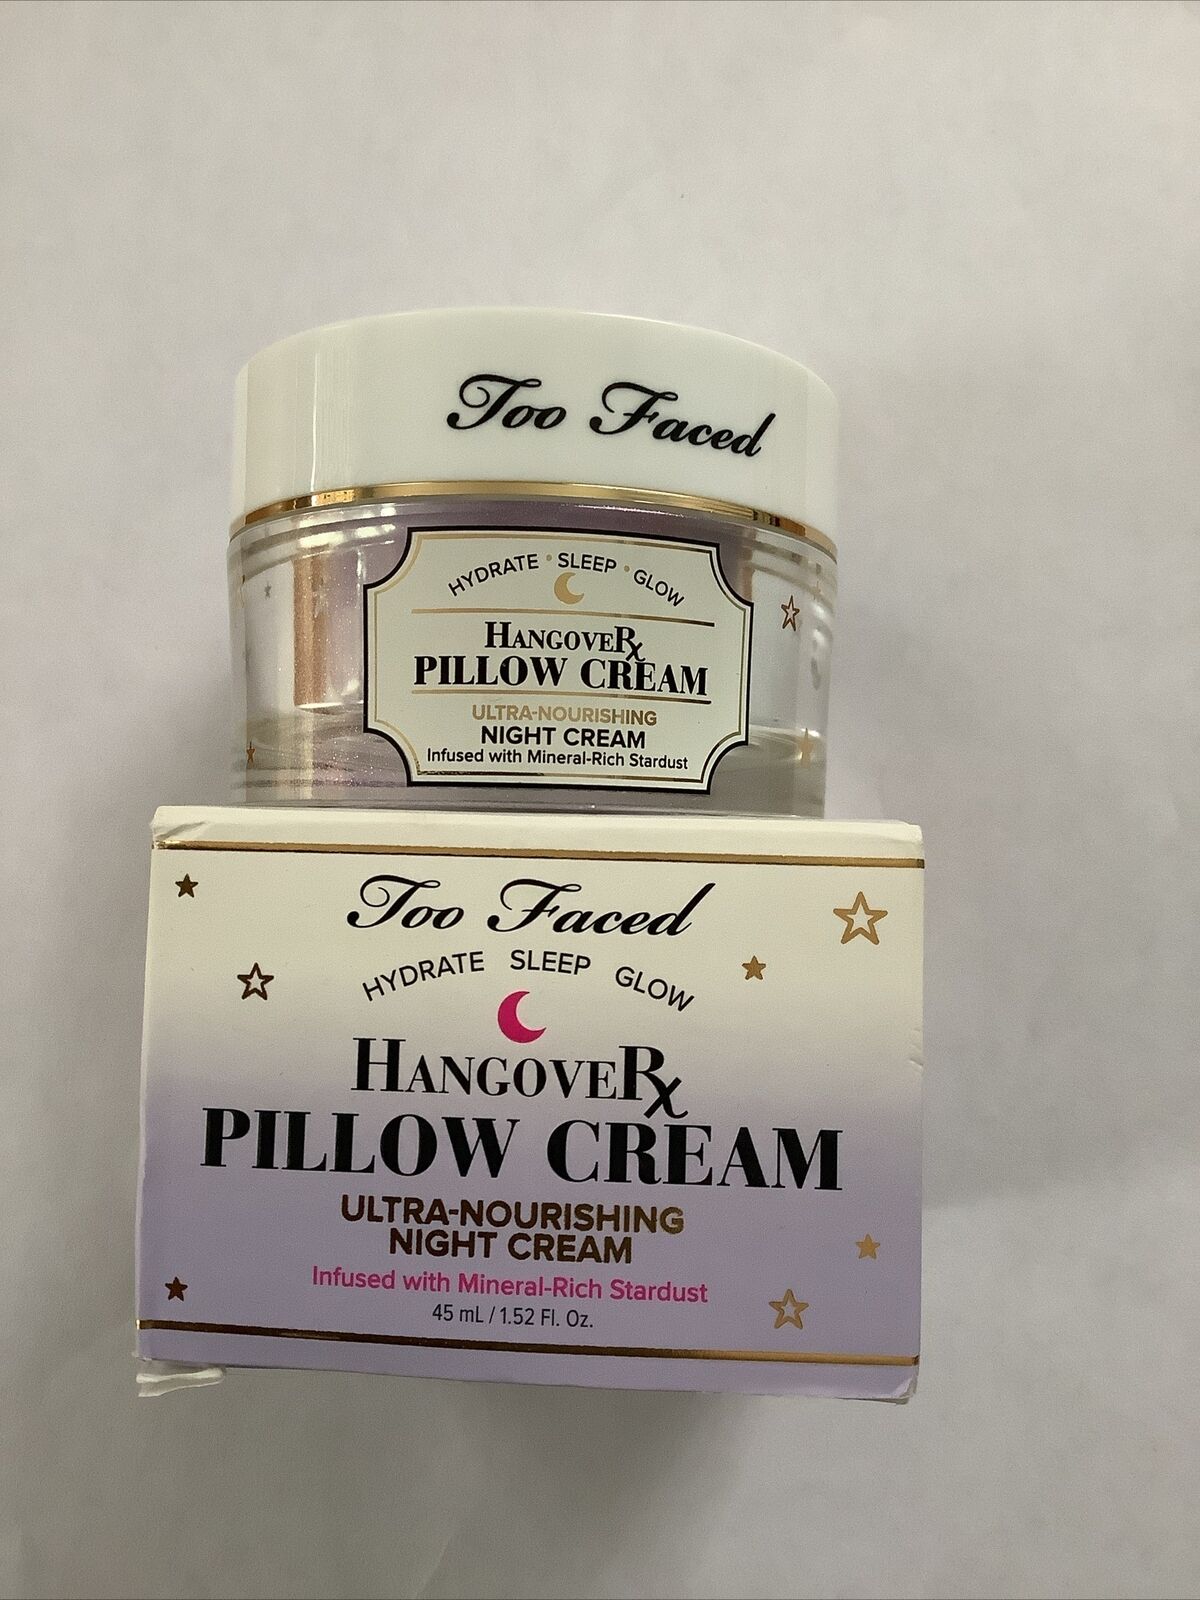 Too Faced
HYDRATE • SLEEP • GLOW
HANGOVERx
PILLOW CREAM
ULTRA-NOURISHING
NIGHT CREAM
Infused with Mineral-Rich Stardust
Too Faced
HYDRATE SLEEP GLOW
HANGOVERx
PILLOW CREAM
ULTRA-NOURISHING
NIGHT CREAM
Infused with Mineral-Rich Stardust
45 mL / 1.52 Fl. Oz.